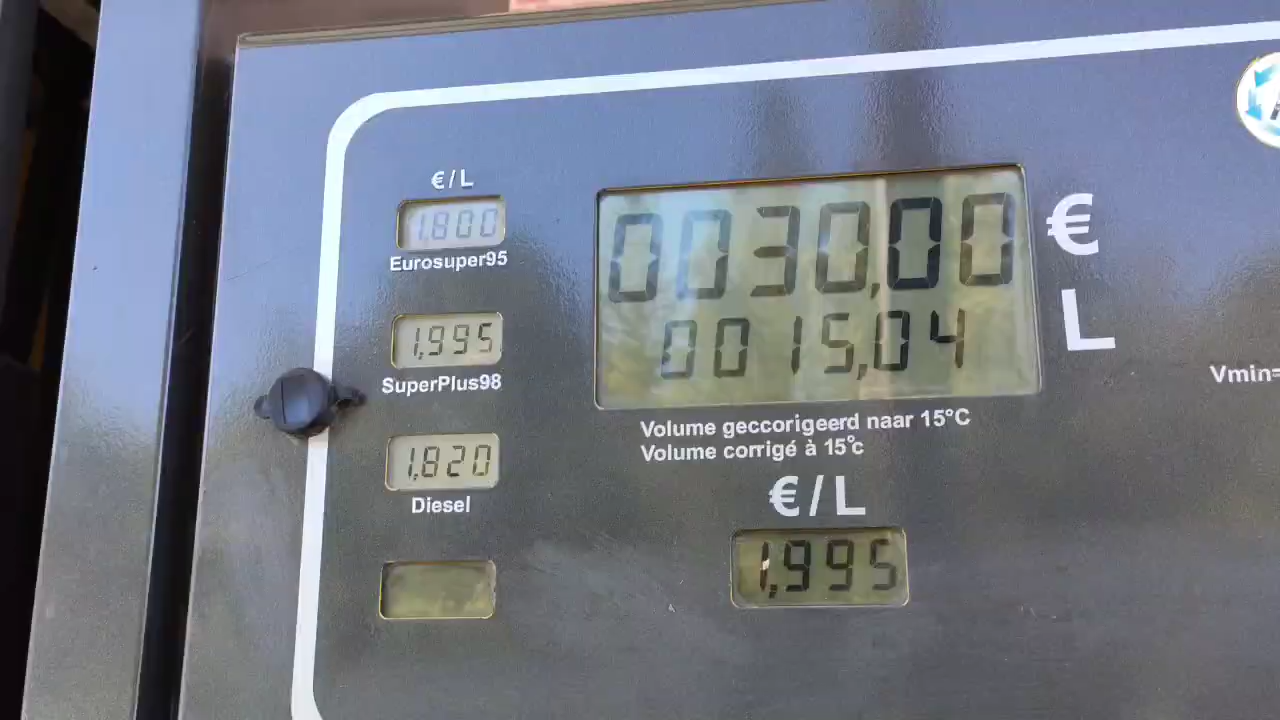 €/L
1,800
Eurosuper95
1,995
SuperPlus98
1,820
Diesel
0030,00 €
0015,04 L
Volume geccorigeerd naar 15°C
Volume corrigé à 15°c
€/L
1,995
Vmin=